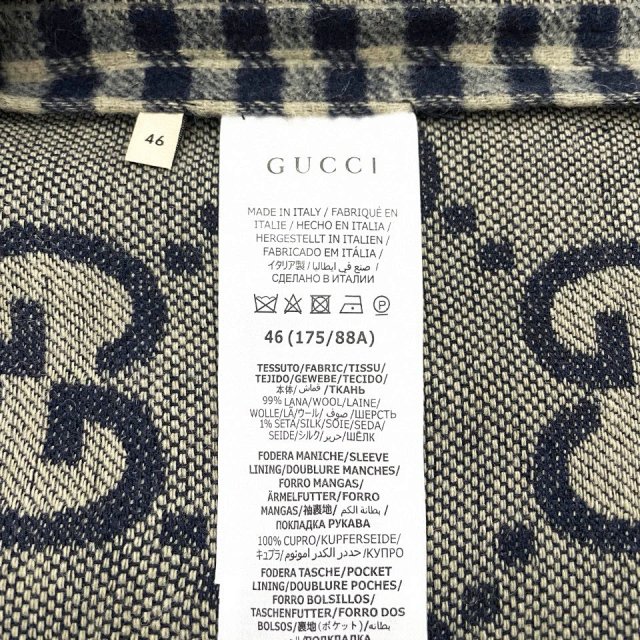 46
GUCCI
MADE IN ITALY / FABRIQUÉ EN
ITALIE / HECHO EN ITALIA /
HERGESTELLT IN ITALIEN /
FABRICADO EM ITÁLIA /
イタリア製 / صنع في ايطاليا /
СДЕЛАНО В ИТАЛИИ
46 (175/88A)
TESSUTO/FABRIC/TISSU/
TEJIDO/GEWEBE/TECIDO/
本体/قماش/ТКАНЬ
99% LANA/WOOL/LAINE/
WOLLE/LÃ/ウール/صوف/ШЕРСТЬ
1% SETA/SILK/SOIE/SEDA/
SEIDE/シルク/حرير/ШЁЛК
FODERA MANICHE/SLEEVE
LINING/DOUBLURE MANCHES/
FORRO MANGAS/
ÄRMELFUTTER/FORRO
MANGAS/袖裏地/بطانة الكم/
ПОКЛАДКА РУКАВА
100% CUPRO/KUPFERSEIDE/
キュプラ/حددير الكدر اموتوم/КУПРО
FODERA TASCHE/POCKET
LINING/DOUBLURE POCHES/
FORRO BOLSILLOS/
TASCHENFUTTER/FORRO DOS
BOLSOS/裏地(ポケット)/بطانه